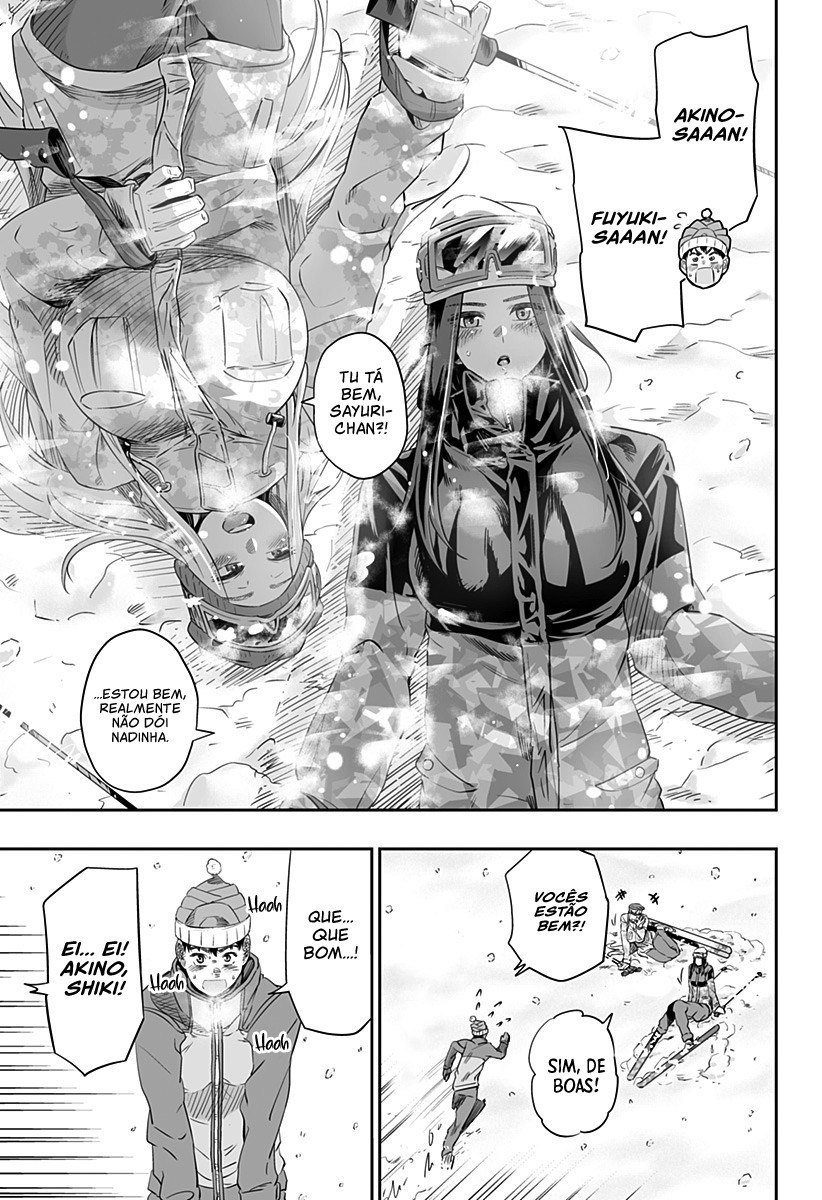 AKINO-
SAAAN!
FUYUKI-
SAAAN!
TU TÁ
BEM,
SAYURI-
CHAN?!
...ESTOU BEM,
REALMENTE
NÃO DÓI
NADINHA.
VOCÊS
ESTÃO
BEM?!
SIM, DE
BOAS!
QUE...
QUE
BOM...!
Haah
Haah
Haah
EI... EI!
AKINO,
SHIKI!